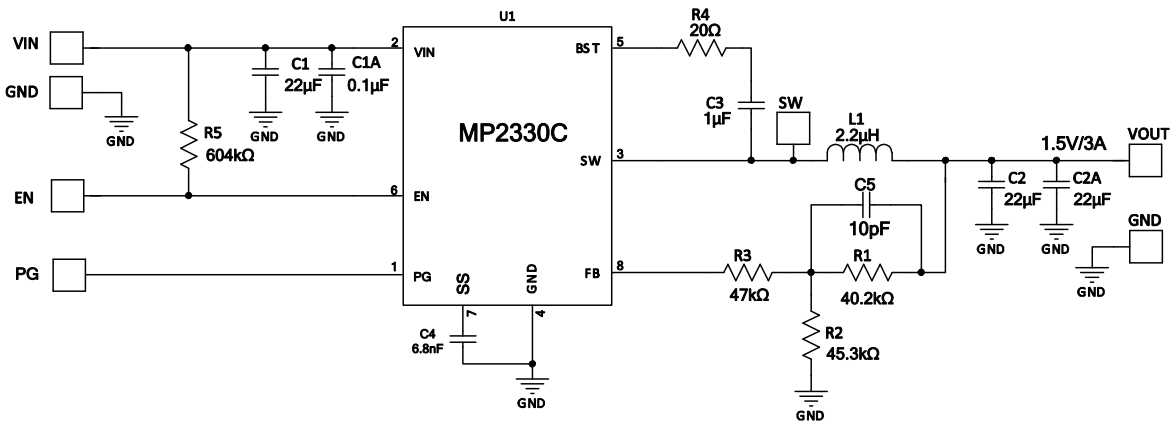 U1
VIN
GND
GND
EN
PG
R5
604kΩ
C1
22µF
GND
C1A
0.1µF
GND
2
VIN
6
EN
1
PG
MP2330C
BST
5
SW
3
FB
8
SS
7
GND
4
C4
6.8nF
GND
R4
20Ω
C3
1µF
SW
L1
2.2µH
C5
10pF
R3
47kΩ
R1
40.2kΩ
R2
45.3kΩ
GND
1.5V/3A
VOUT
C2
22µF
GND
C2A
22µF
GND
GND
GND